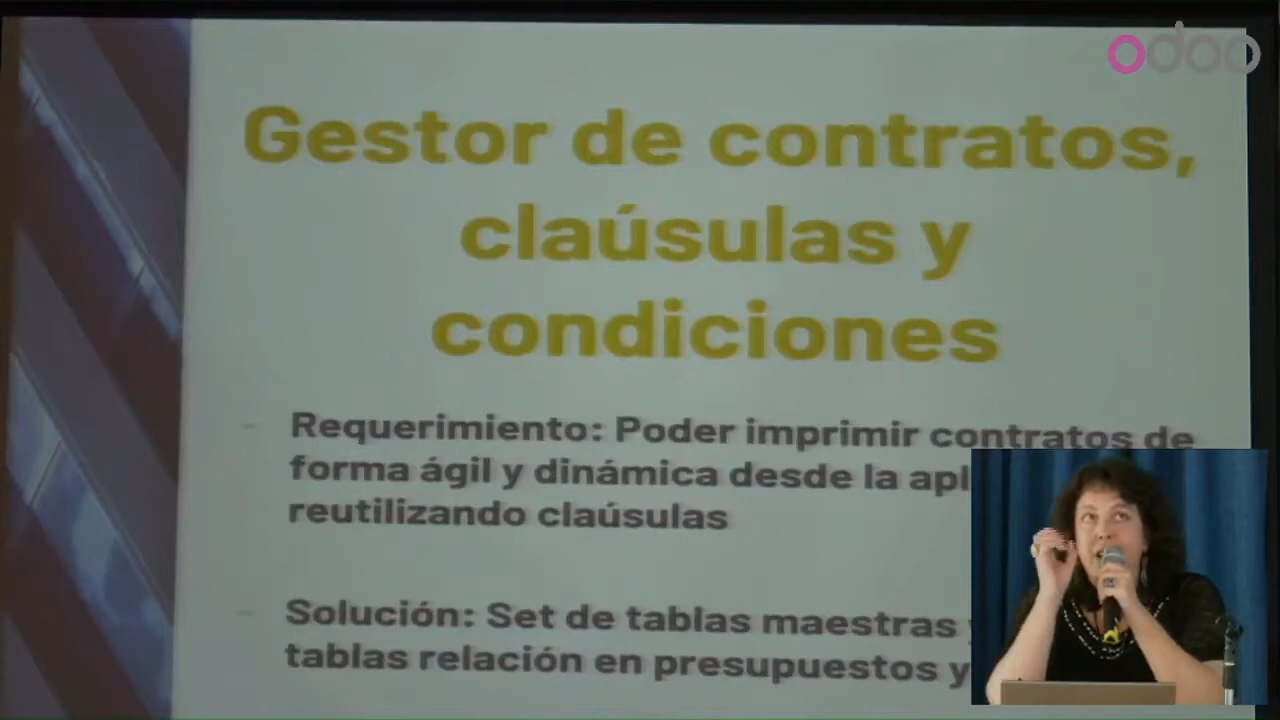 odoo
Gestor de contratos,
claúsulas y
condiciones
- Requerimiento: Poder imprimir contratos de
forma ágil y dinámica desde la
reutilizando claúsulas
- Solución: Set de tablas maestras
tablas relación en presupuestos y